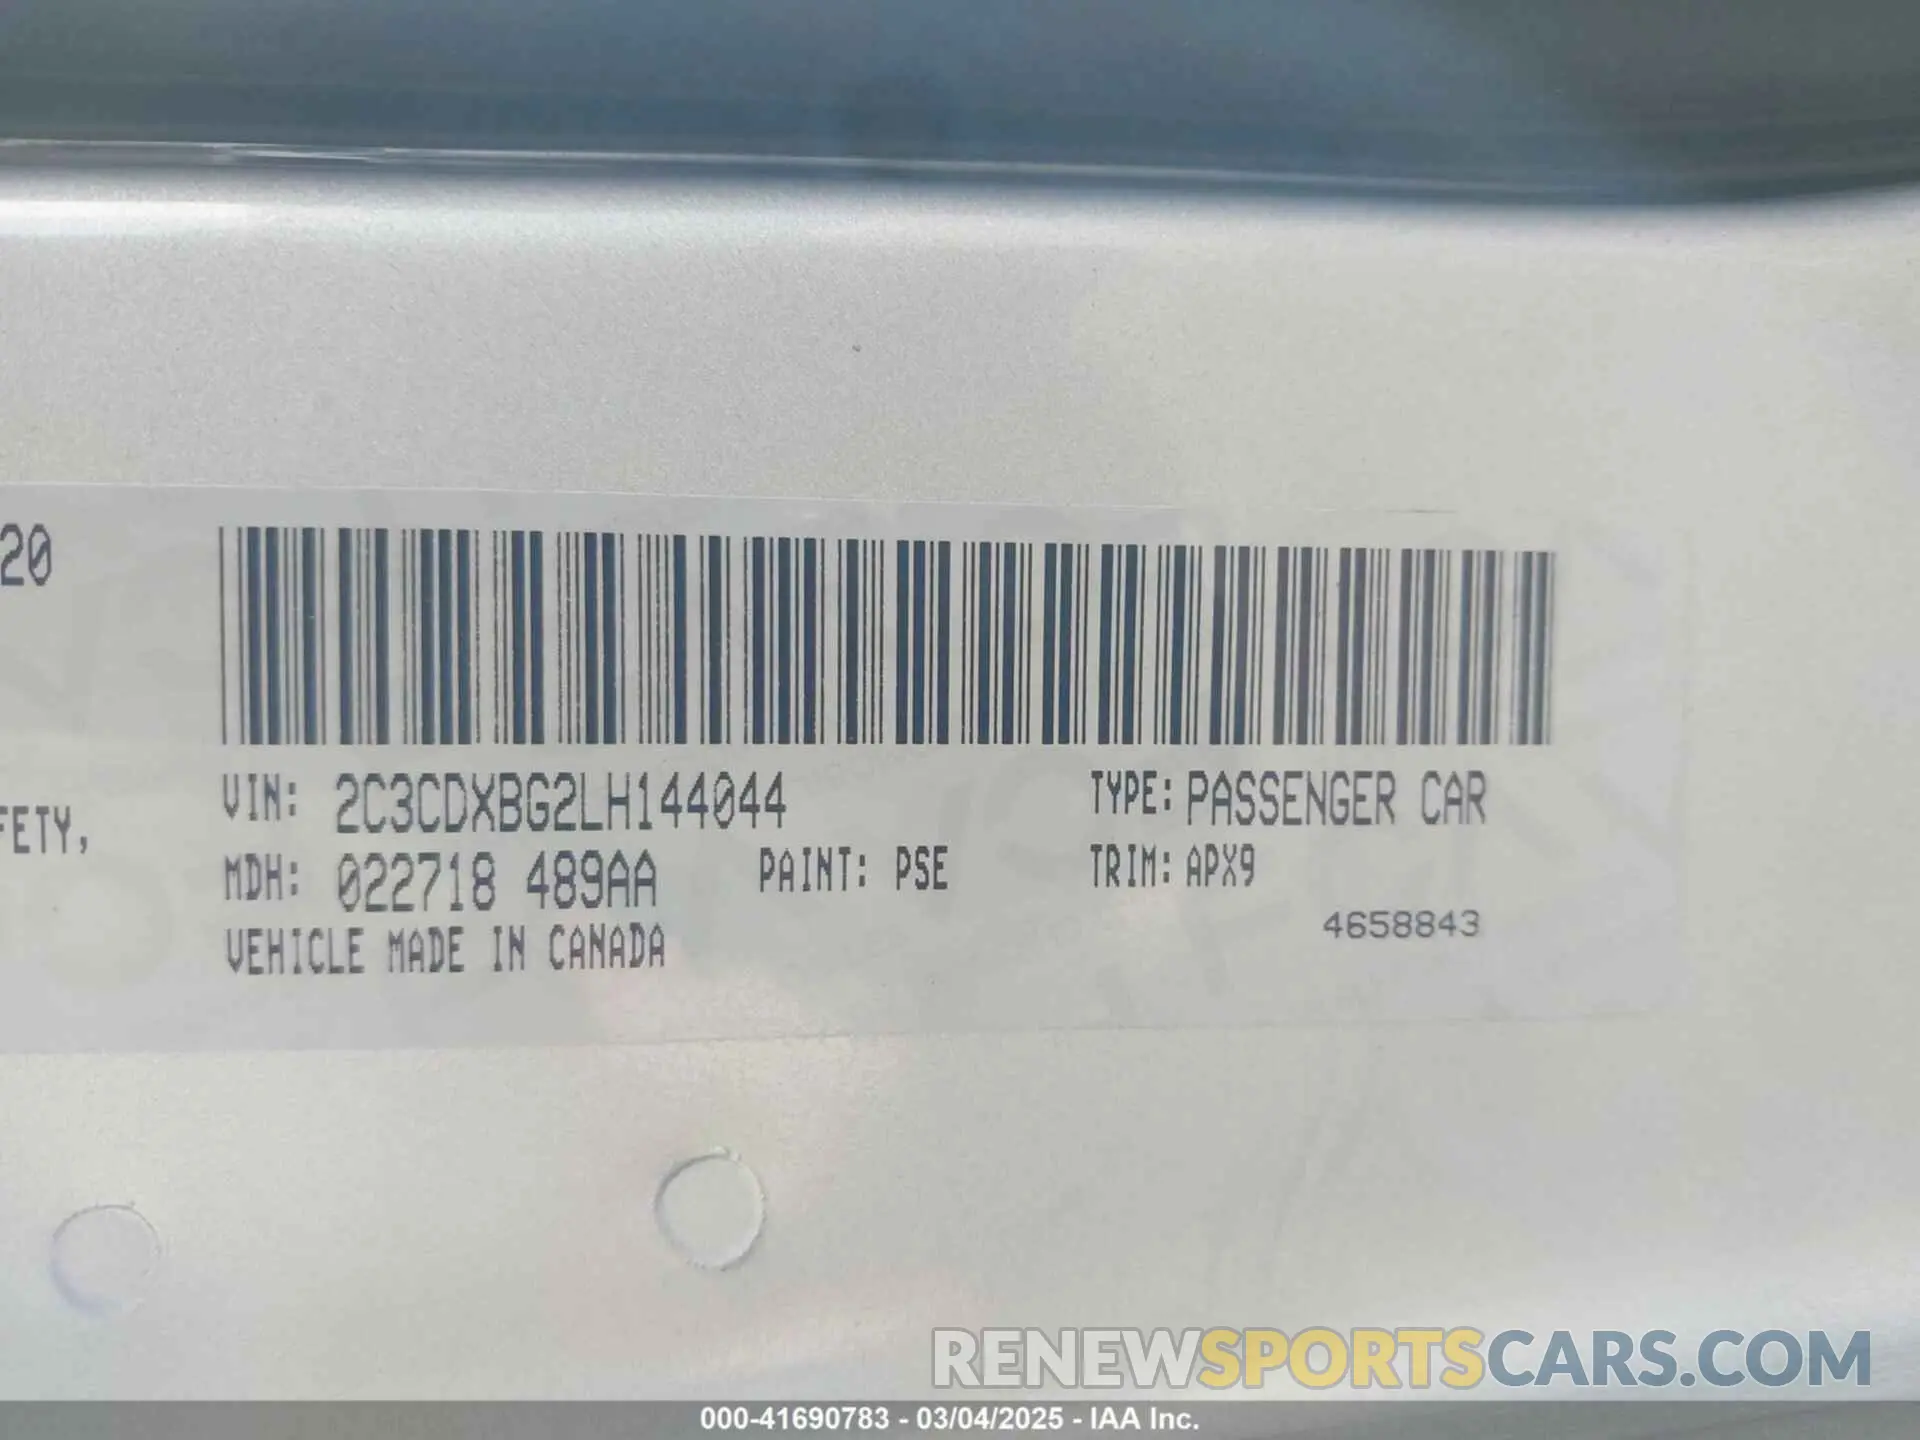 20
FETY,
VIN: 2C3CDXBG2LH144044
TYPE: PASSENGER CAR
MDH: 022718 489AA
PAINT: PSE
TRIM: APX9
VEHICLE MADE IN CANADA
4658843
RENEWSPORTSCARS.COM
000-41690783 - 03/04/2025 - IAA Inc.